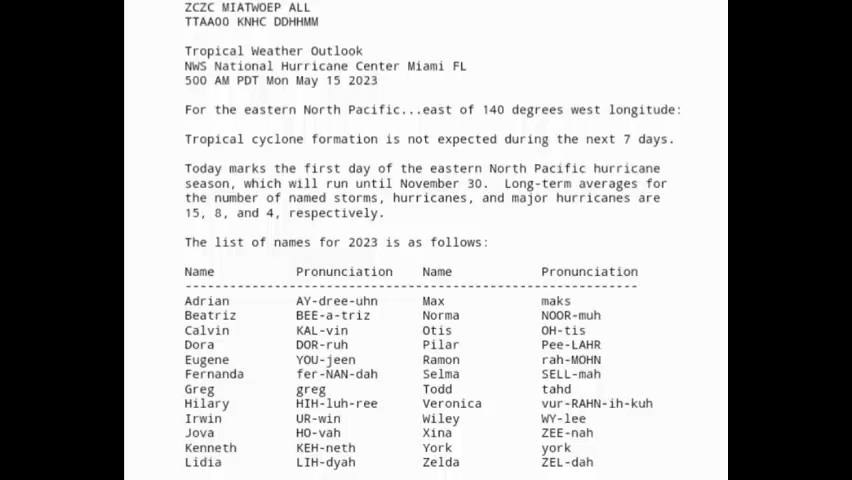 ZCZC MIATWOEP ALL
TTAA00 KNHC DDHHMM
Tropical Weather Outlook
NWS National Hurricane Center Miami FL
500 AM PDT Mon May 15 2023
For the eastern North Pacific...east of 140 degrees west longitude:
Tropical cyclone formation is not expected during the next 7 days.
Today marks the first day of the eastern North Pacific hurricane
season, which will run until November 30.  Long-term averages for
the number of named storms, hurricanes, and major hurricanes are
15, 8, and 4, respectively.
The list of names for 2023 is as follows:
Name Pronunciation Name Pronunciation
-------------------------------------------------------------
Adrian AY-dree-uhn Max maks
Beatriz BEE-a-triz Norma NOOR-muh
Calvin KAL-vin Otis OH-tis
Dora DOR-ruh Pilar Pee-LAHR
Eugene YOU-jeen Ramon rah-MOHN
Fernanda fer-NAN-dah Selma SELL-mah
Greg greg Todd tahd
Hilary HIH-luh-ree Veronica vur-RAHN-ih-kuh
Irwin UR-win Wiley WY-lee
Jova HO-vah Xina ZEE-nah
Kenneth KEH-neth York york
Lidia LIH-dyah Zelda ZEL-dah